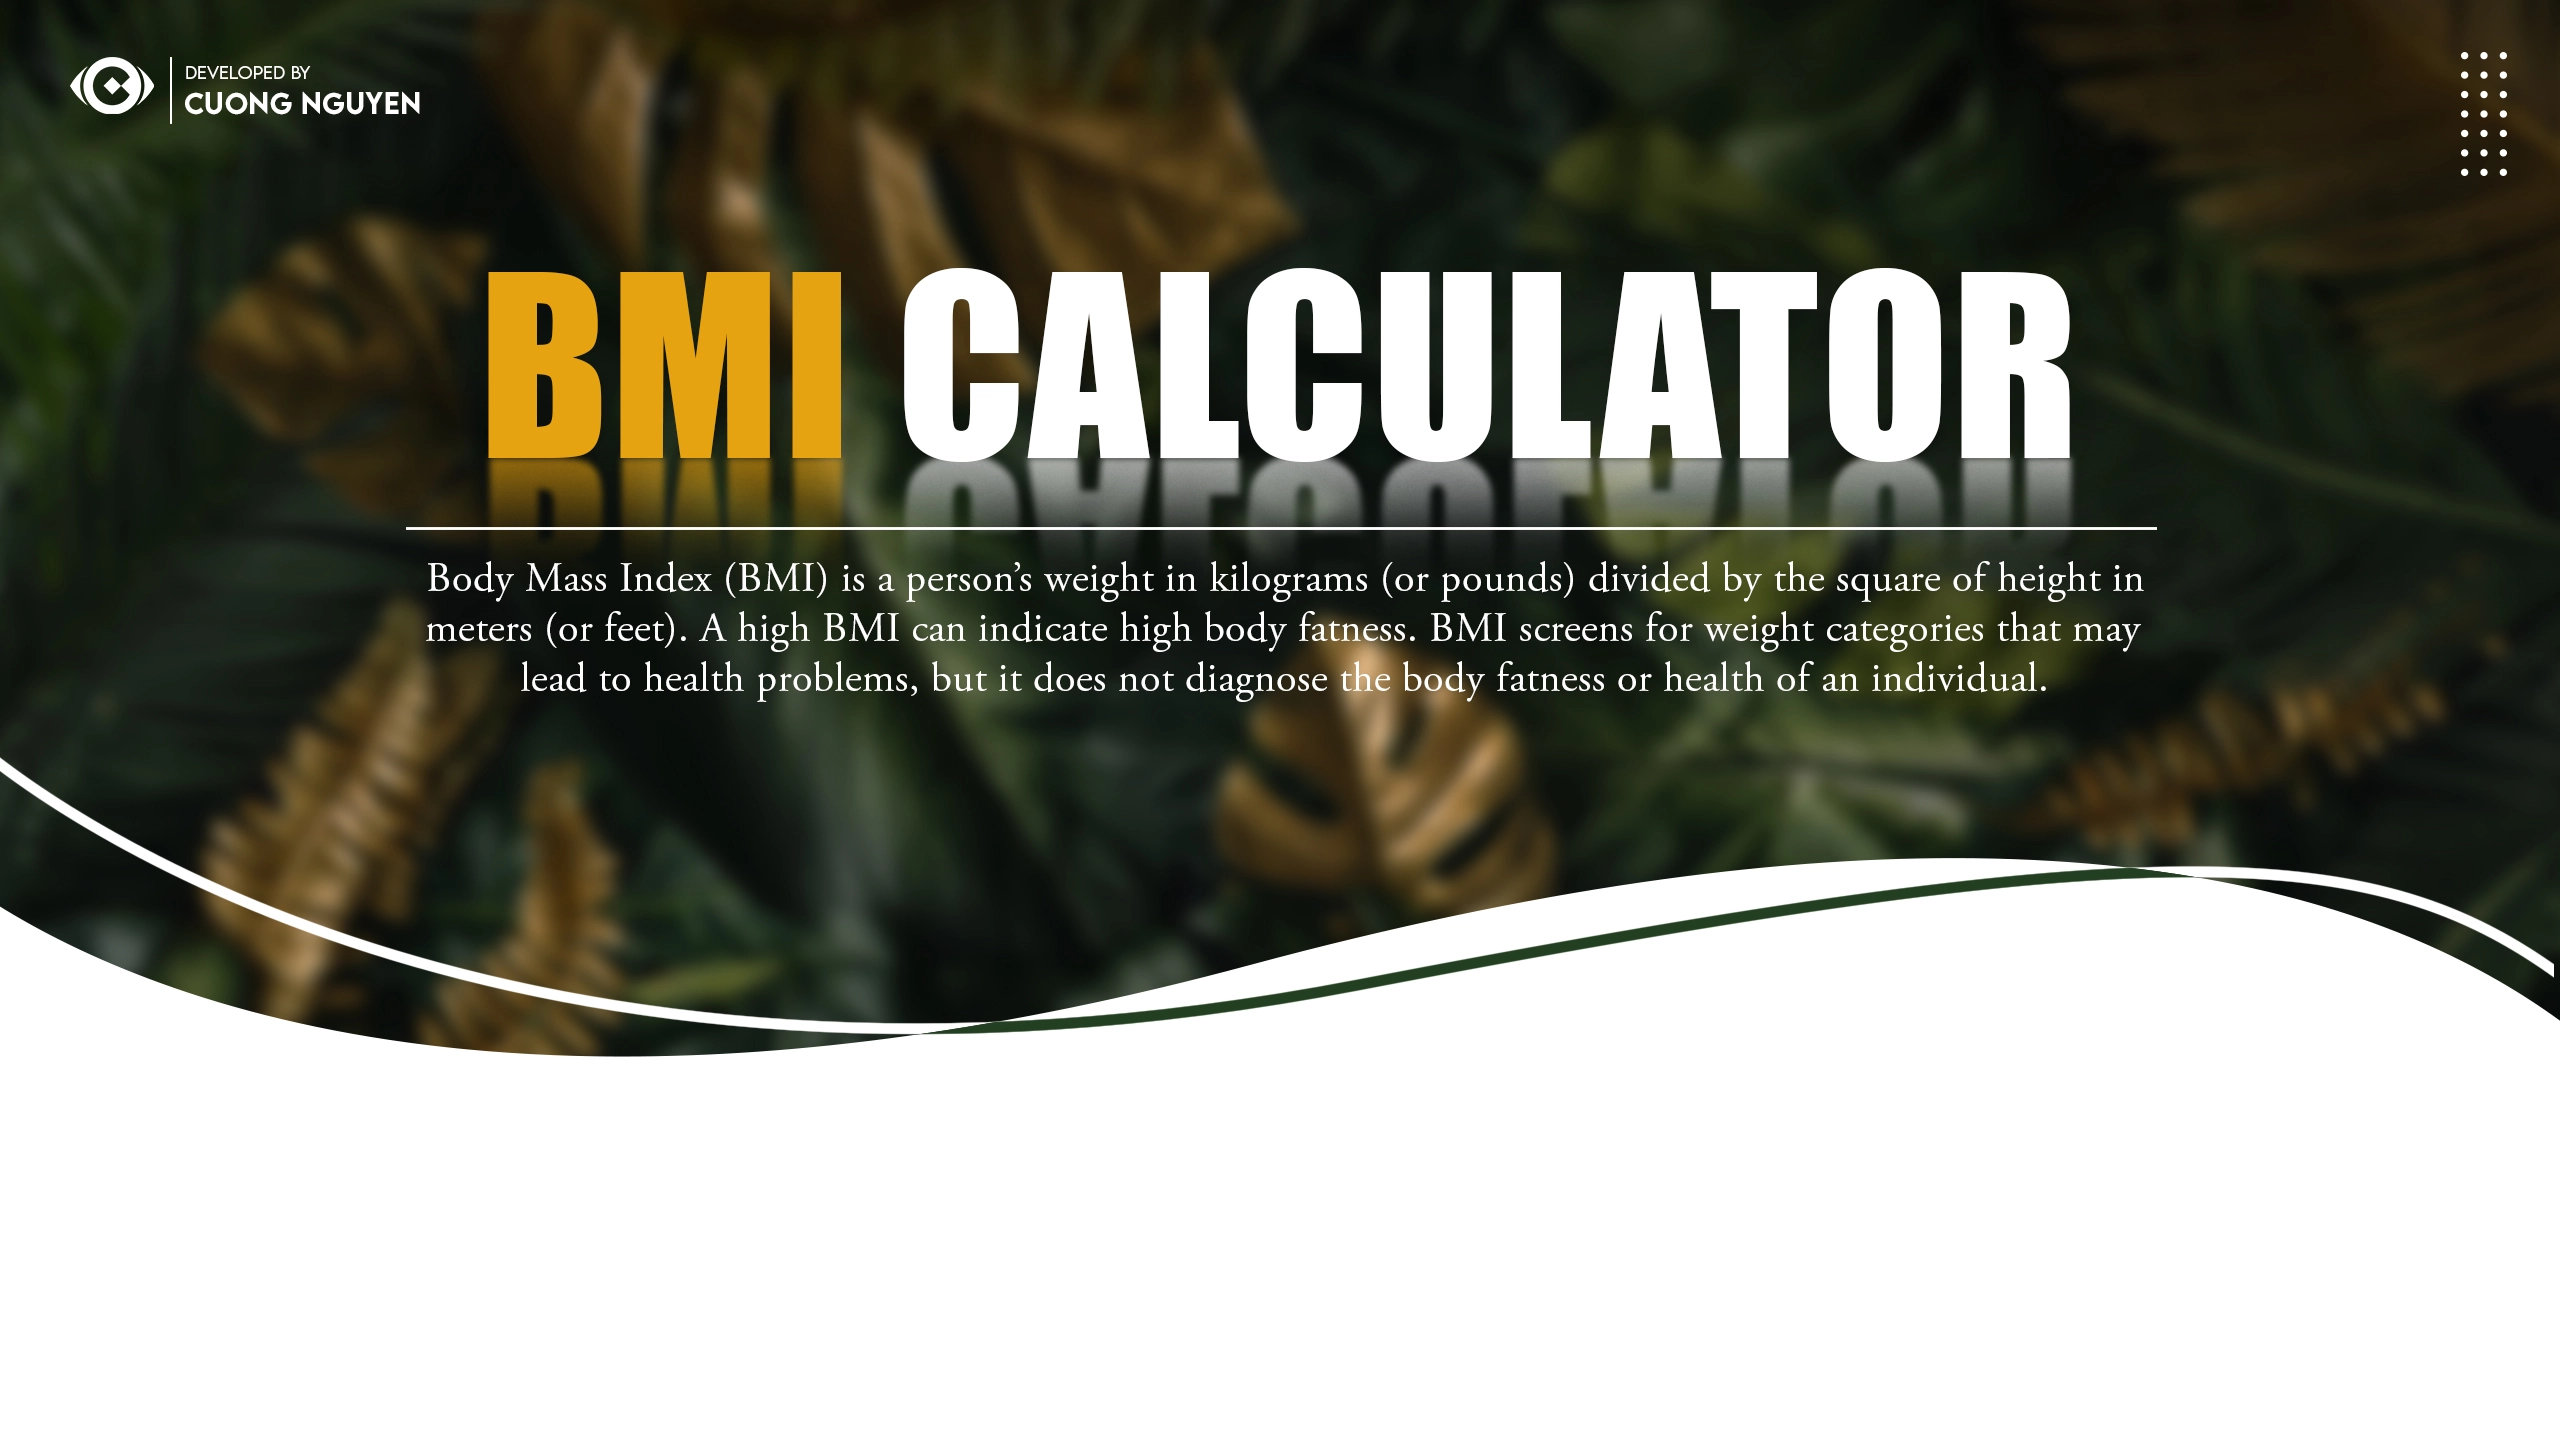 DEVELOPED BY
CUONG NGUYEN
BMI CALCULATOR
Body Mass Index (BMI) is a person’s weight in kilograms (or pounds) divided by the square of height in
meters (or feet). A high BMI can indicate high body fatness. BMI screens for weight categories that may
lead to health problems, but it does not diagnose the body fatness or health of an individual.